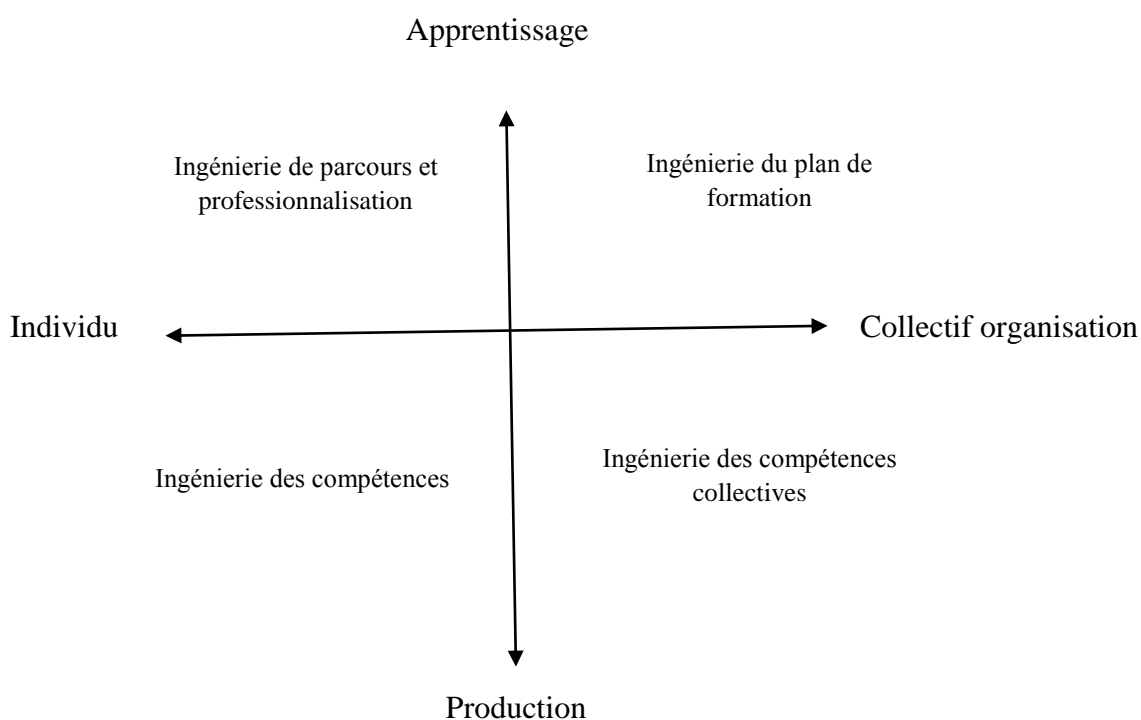 Apprentissage
Ingénierie de parcours et
professionnalisation
Ingénierie du plan de
formation
Individu
Collectif organisation
Ingénierie des compétences
Ingénierie des compétences
collectives
Production